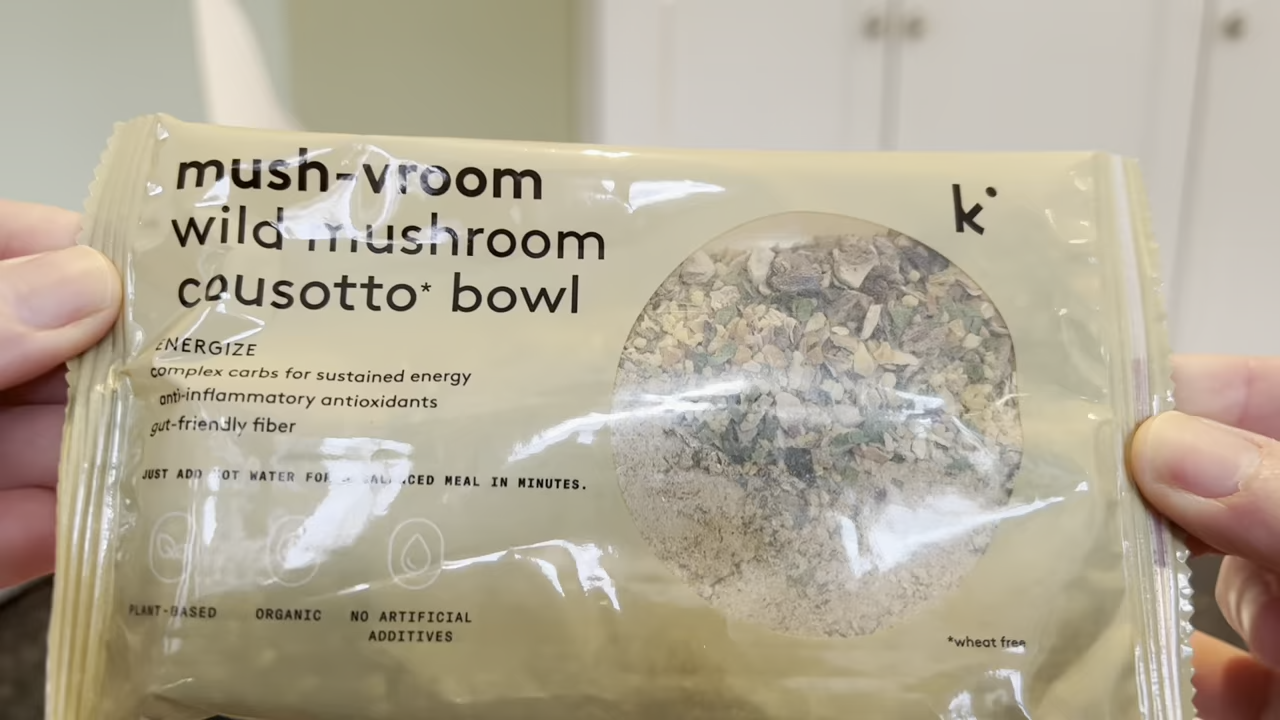 mush-vroom
wild mushroom
cousotto* bowl
k
ENERGIZE
complex carbs for sustained energy
anti-inflammatory antioxidants
gut-friendly fiber
JUST ADD HOT WATER FOR A BALANCED MEAL IN MINUTES.
PLANT-BASED
ORGANIC
NO ARTIFICIAL
ADDITIVES
*wheat free